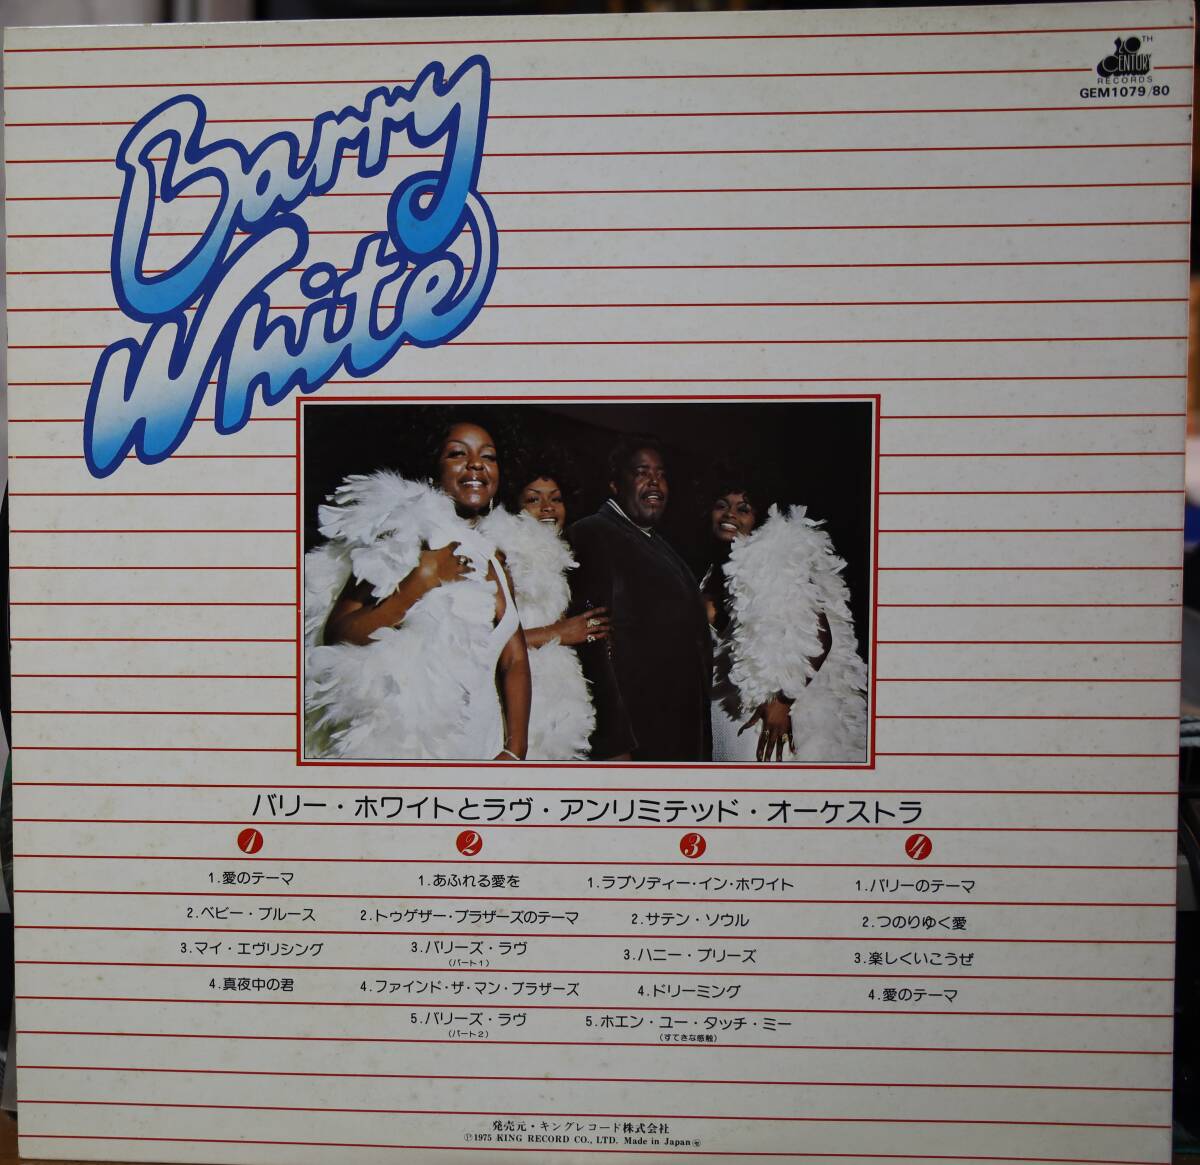 Barry
White
20TH
CENTURY
RECORDS
GEM1079/80
バリー・ホワイトとラヴ・アンリミテッド・オーケストラ
1
1.愛のテーマ
2.ベビー・ブルース
3.マイ・エヴリシング
4.真夜中の君
2
1.あふれる愛を
2.トゥゲザー・ブラザーズのテーマ
3.バリーズ・ラヴ
(パート1)
4.ファインド・ザ・マン・ブラザーズ
5.バリーズ・ラヴ
(パート2)
3
1.ラプソディー・イン・ホワイト
2.サテン・ソウル
3.ハニー・プリーズ
4.ドリーミング
5.ホエン・ユー・タッチ・ミー
(すてきな感触)
4
1.バリーのテーマ
2.つのりゆく愛
3.楽しくいこうぜ
4.愛のテーマ
発売元・キングレコード株式会社
Ⓟ1975 KING RECORD CO., LTD. Made in Japan